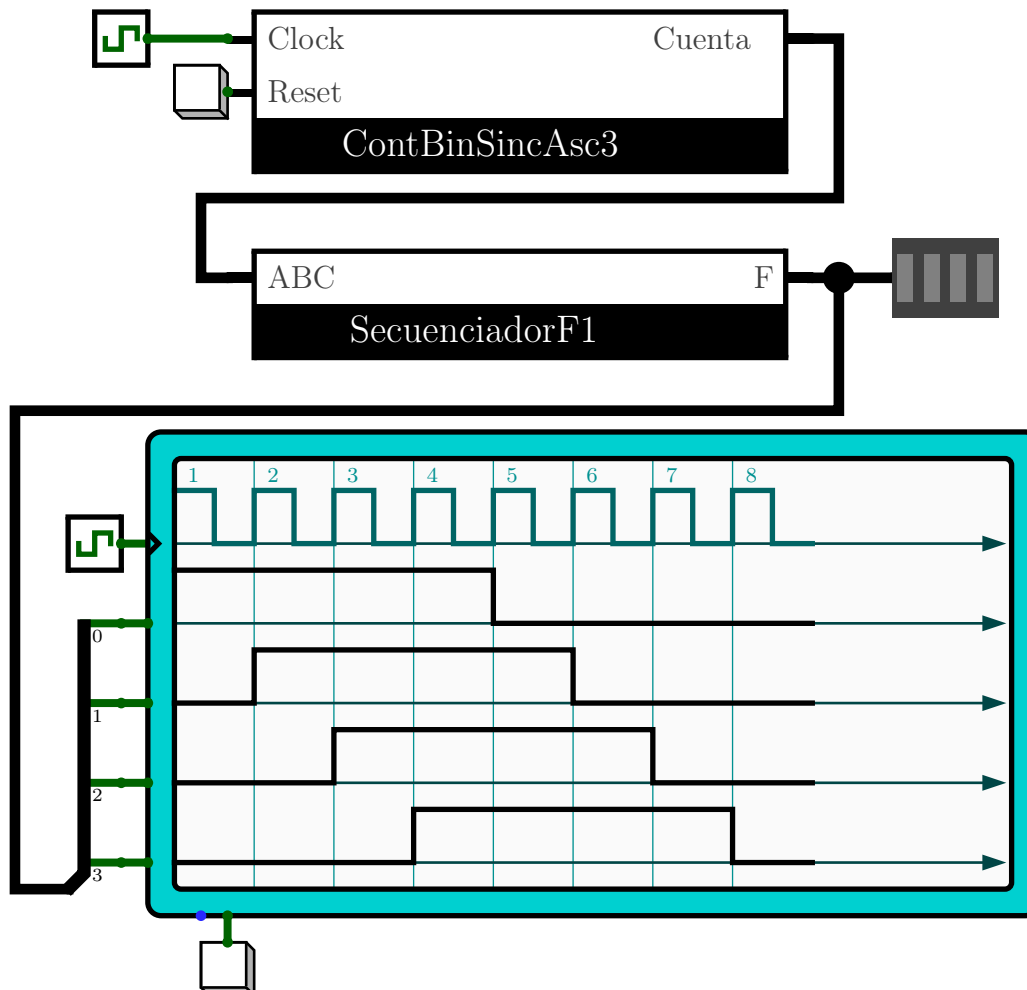 Clock Cuenta
Reset
ContBinSincAsc3
ABC F
SecuenciadorF1
1 2 3 4 5 6 7 8
0
1
2
3